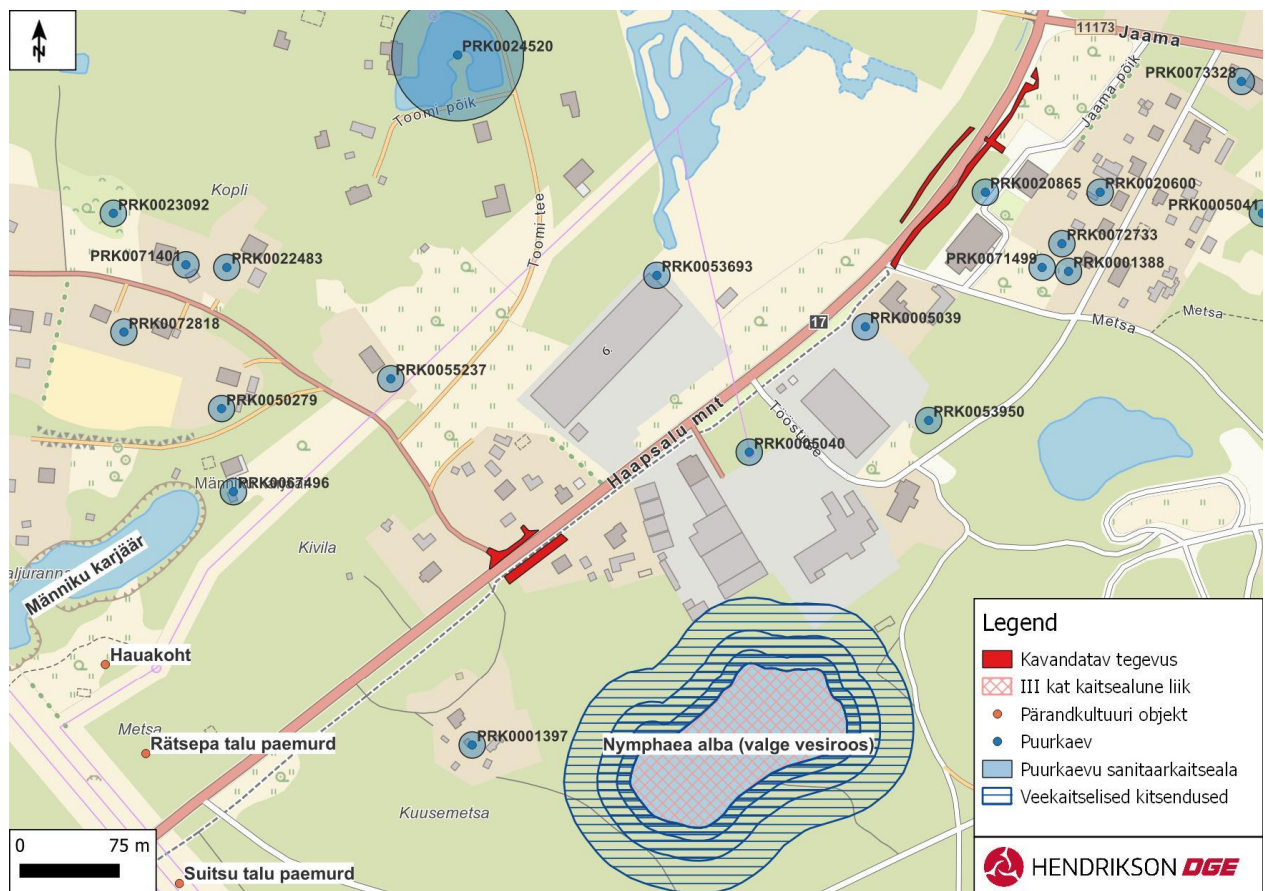 N
PRK0024520
11173
Jaama
PRK0073328
Toomi põik
Jaama põik
Kopli
PRK0023092
PRK0020865
PRK0020600
PRK0005041
Toomi tee
PRK0071401
PRK0022483
PRK0053693
PRK0072733
PRK0071499
PRK0001388
PRK0072818
17
PRK0005039
Metsa
Metsa
6.
PRK0055237
PRK0050279
Haapsalu mnt
Tööstuse
PRK0053950
PRK0005040
PRK0067496
Kivila
Männiku karjäär
Hauakoht
Metsa
Rätsepa talu paemurd
PRK0001397
Nymphaea alba (valge vesiroos)
Kuusemetsa
Suitsu talu paemurd
0 75 m
Legend
Kavandatav tegevus
III kat kaitsealune liik
Pärandkultuuri objekt
Puurkaev
Puurkaevu sanitaarkaitseala
Veekaitselised kitsendused
HENDRIKSON DGE